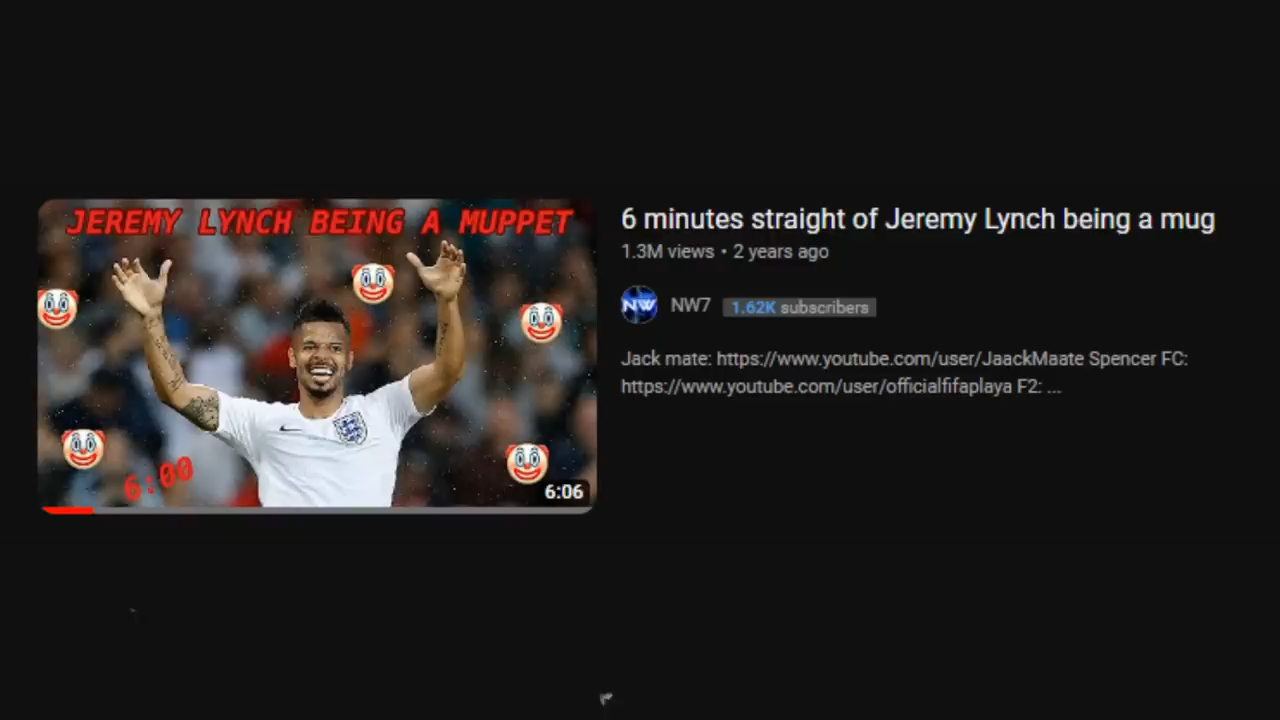 JEREMY LYNCH BEING A MUPPET
6:00
6:06
6 minutes straight of Jeremy Lynch being a mug
1.3M views • 2 years ago
NW
NW7 1.62K subscribers
Jack mate: https://www.youtube.com/user/JaackMaate Spencer FC:
https://www.youtube.com/user/officialfifaplaya F2: ...